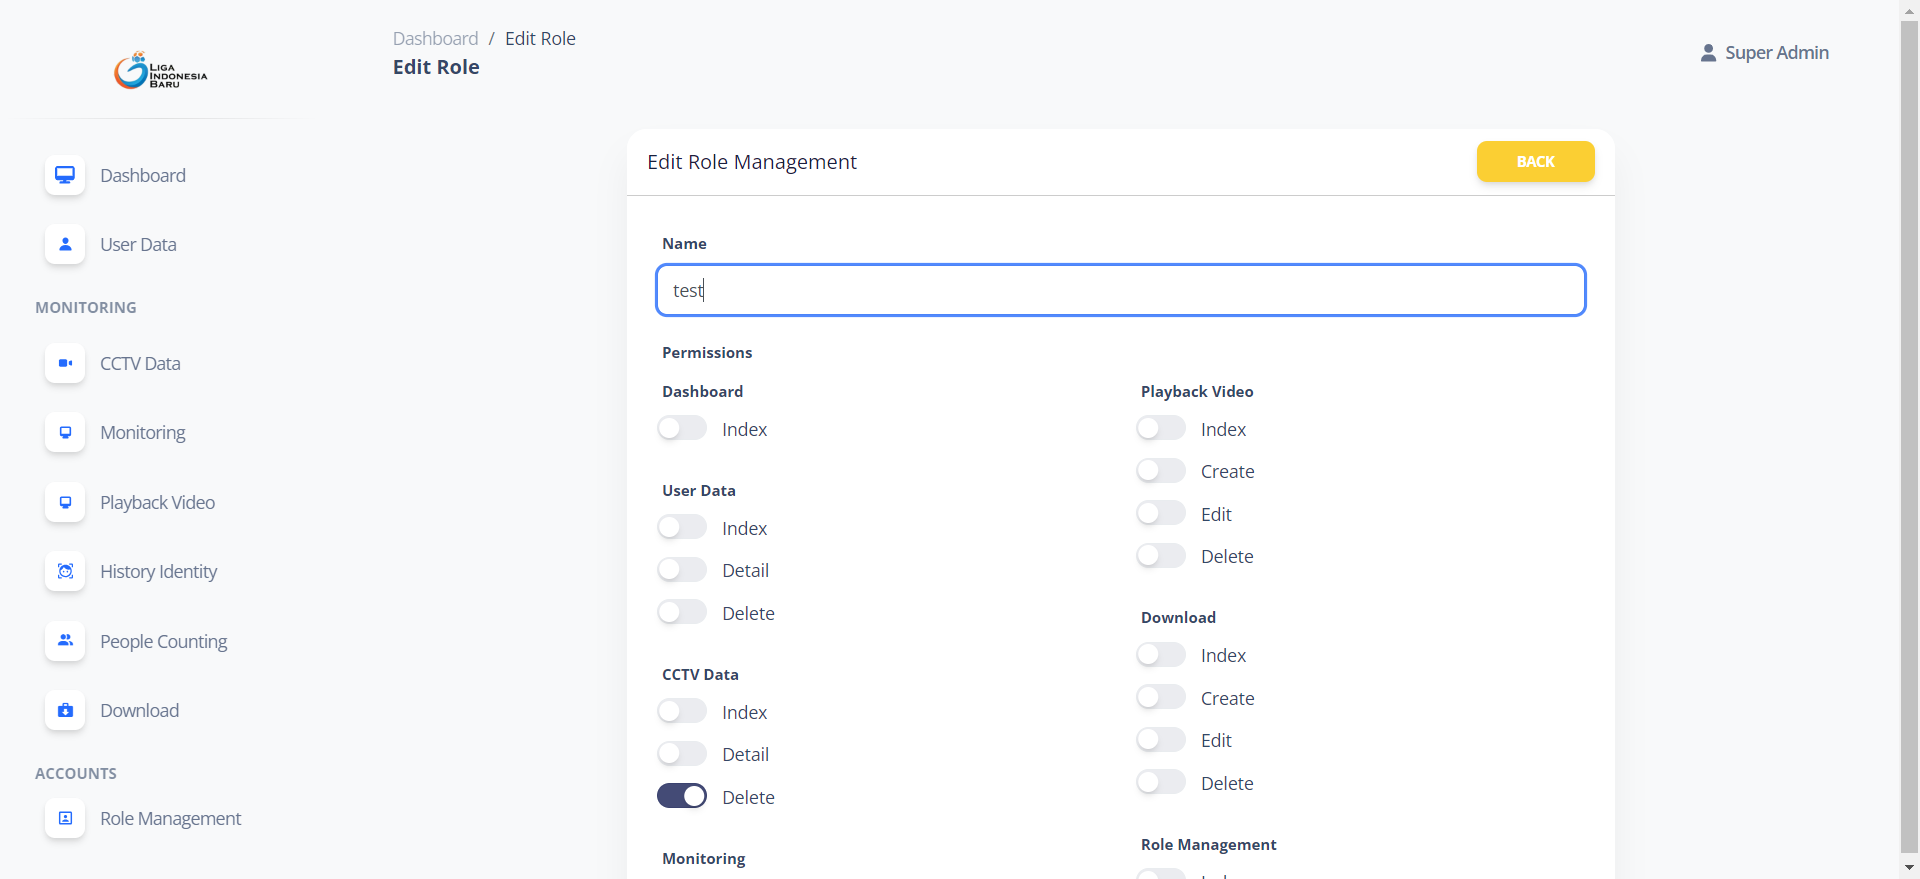 LIGA
INDONESIA
BARU
Dashboard
User Data
MONITORING
CCTV Data
Monitoring
Playback Video
History Identity
People Counting
Download
ACCOUNTS
Role Management
Dashboard / Edit Role
Edit Role
Super Admin
Edit Role Management
BACK
Name
test
Permissions
Dashboard
Index
User Data
Index
Detail
Delete
CCTV Data
Index
Detail
Delete
Monitoring
Playback Video
Index
Create
Edit
Delete
Download
Index
Create
Edit
Delete
Role Management